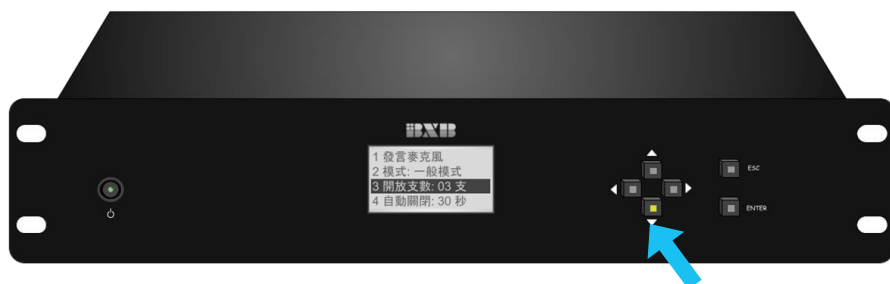 BXB
1 發言麥克風
2 模式: 一般模式
3 開放支數: 03 支
4 自動關閉: 30 秒
ESC
ENTER